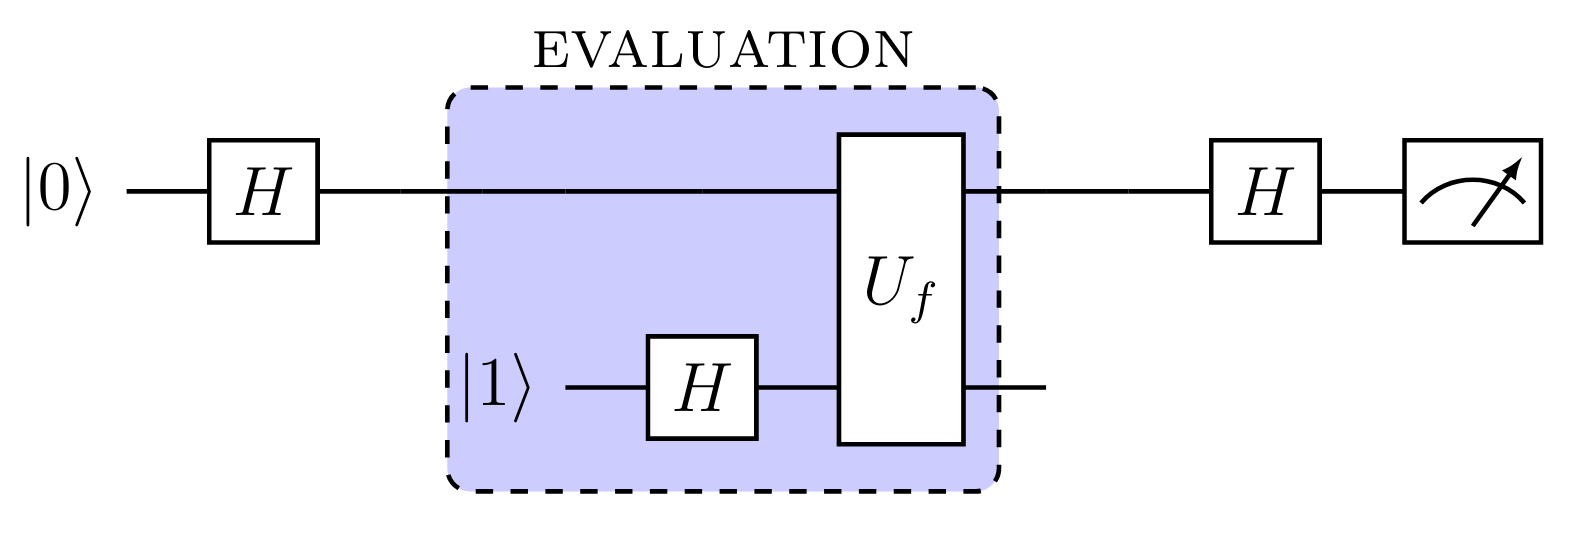 EVALUATION
|0⟩ H H
U_f
|1⟩ H